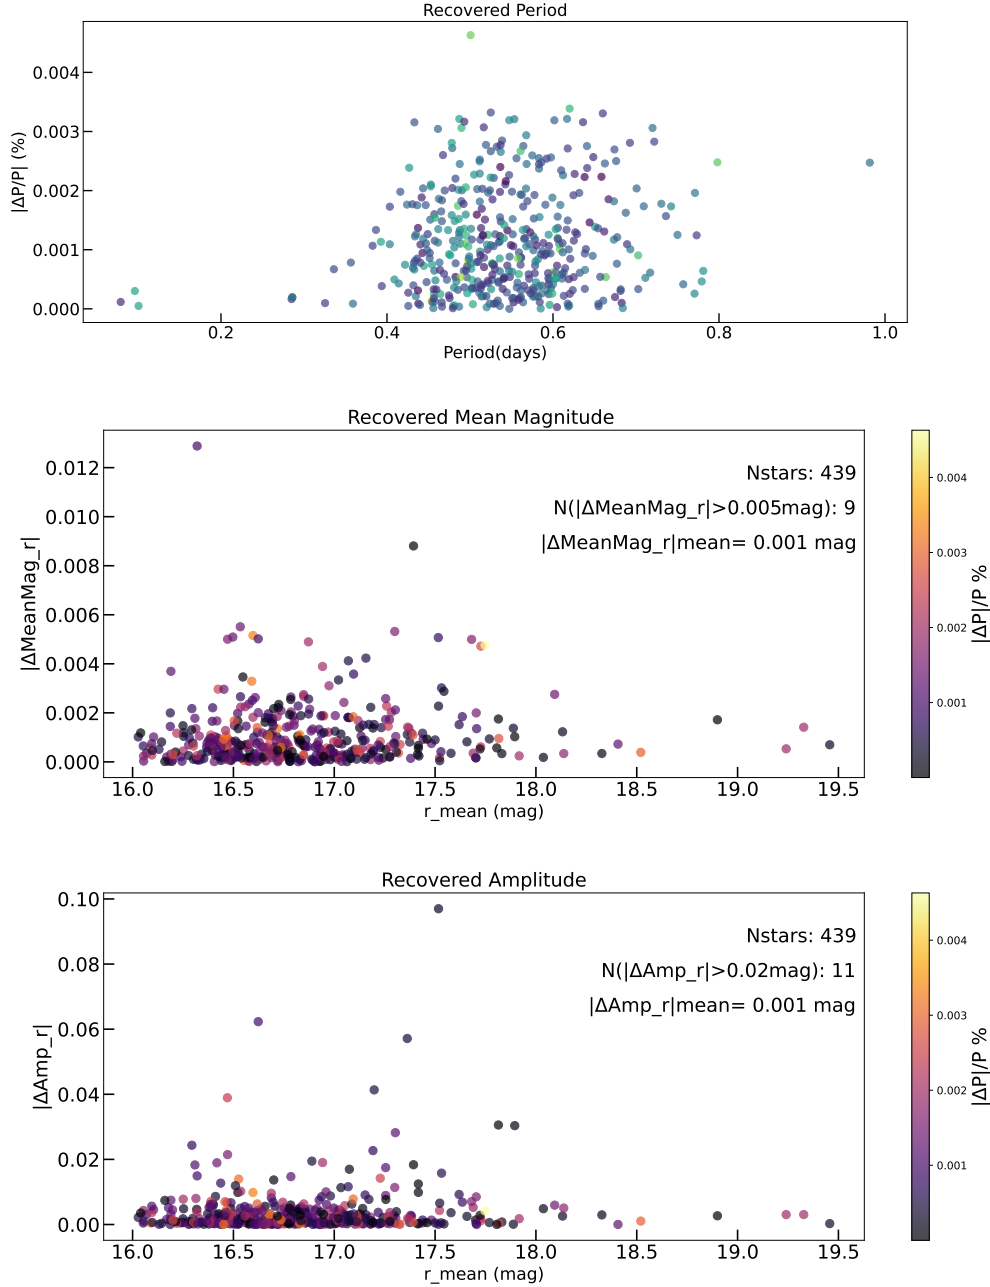 Recovered Period
0.004
0.003
0.002
0.001
0.000
|ΔP/P| (%)
0.2 0.4 0.6 0.8 1.0
Period(days)
Recovered Mean Magnitude
0.012
0.010
0.008
0.006
0.004
0.002
0.000
|ΔMeanMag_r|
Nstars: 439
N(|ΔMeanMag_r|>0.005mag): 9
|ΔMeanMag_r|mean= 0.001 mag
16.0 16.5 17.0 17.5 18.0 18.5 19.0 19.5
r_mean (mag)
0.004
0.003
0.002
0.001
|ΔP|/P %
Recovered Amplitude
0.10
0.08
0.06
0.04
0.02
0.00
|ΔAmp_r|
Nstars: 439
N(|ΔAmp_r|>0.02mag): 11
|ΔAmp_r|mean= 0.001 mag
16.0 16.5 17.0 17.5 18.0 18.5 19.0 19.5
r_mean (mag)
0.004
0.003
0.002
0.001
|ΔP|/P %